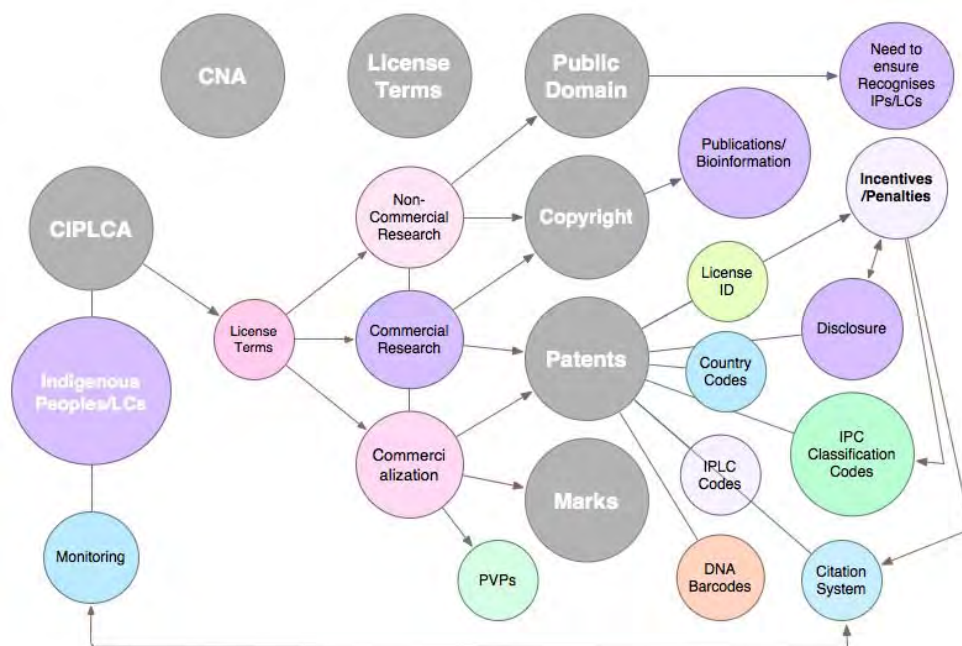 CNA
License
Terms
Public
Domain
Need to
ensure
Recognises
IPs/LCs
Publications/
Bioinformation
Non-
Commercial
Research
Copyright
Incentives
/Penalties
CIPLCA
License
ID
License
Terms
Commercial
Research
Patents
Disclosure
Country
Codes
Indigenous
Peoples/LCs
Commerci
alization
IPC
Classification
Codes
IPLC
Codes
Marks
Monitoring
PVPs
DNA
Barcodes
Citation
System